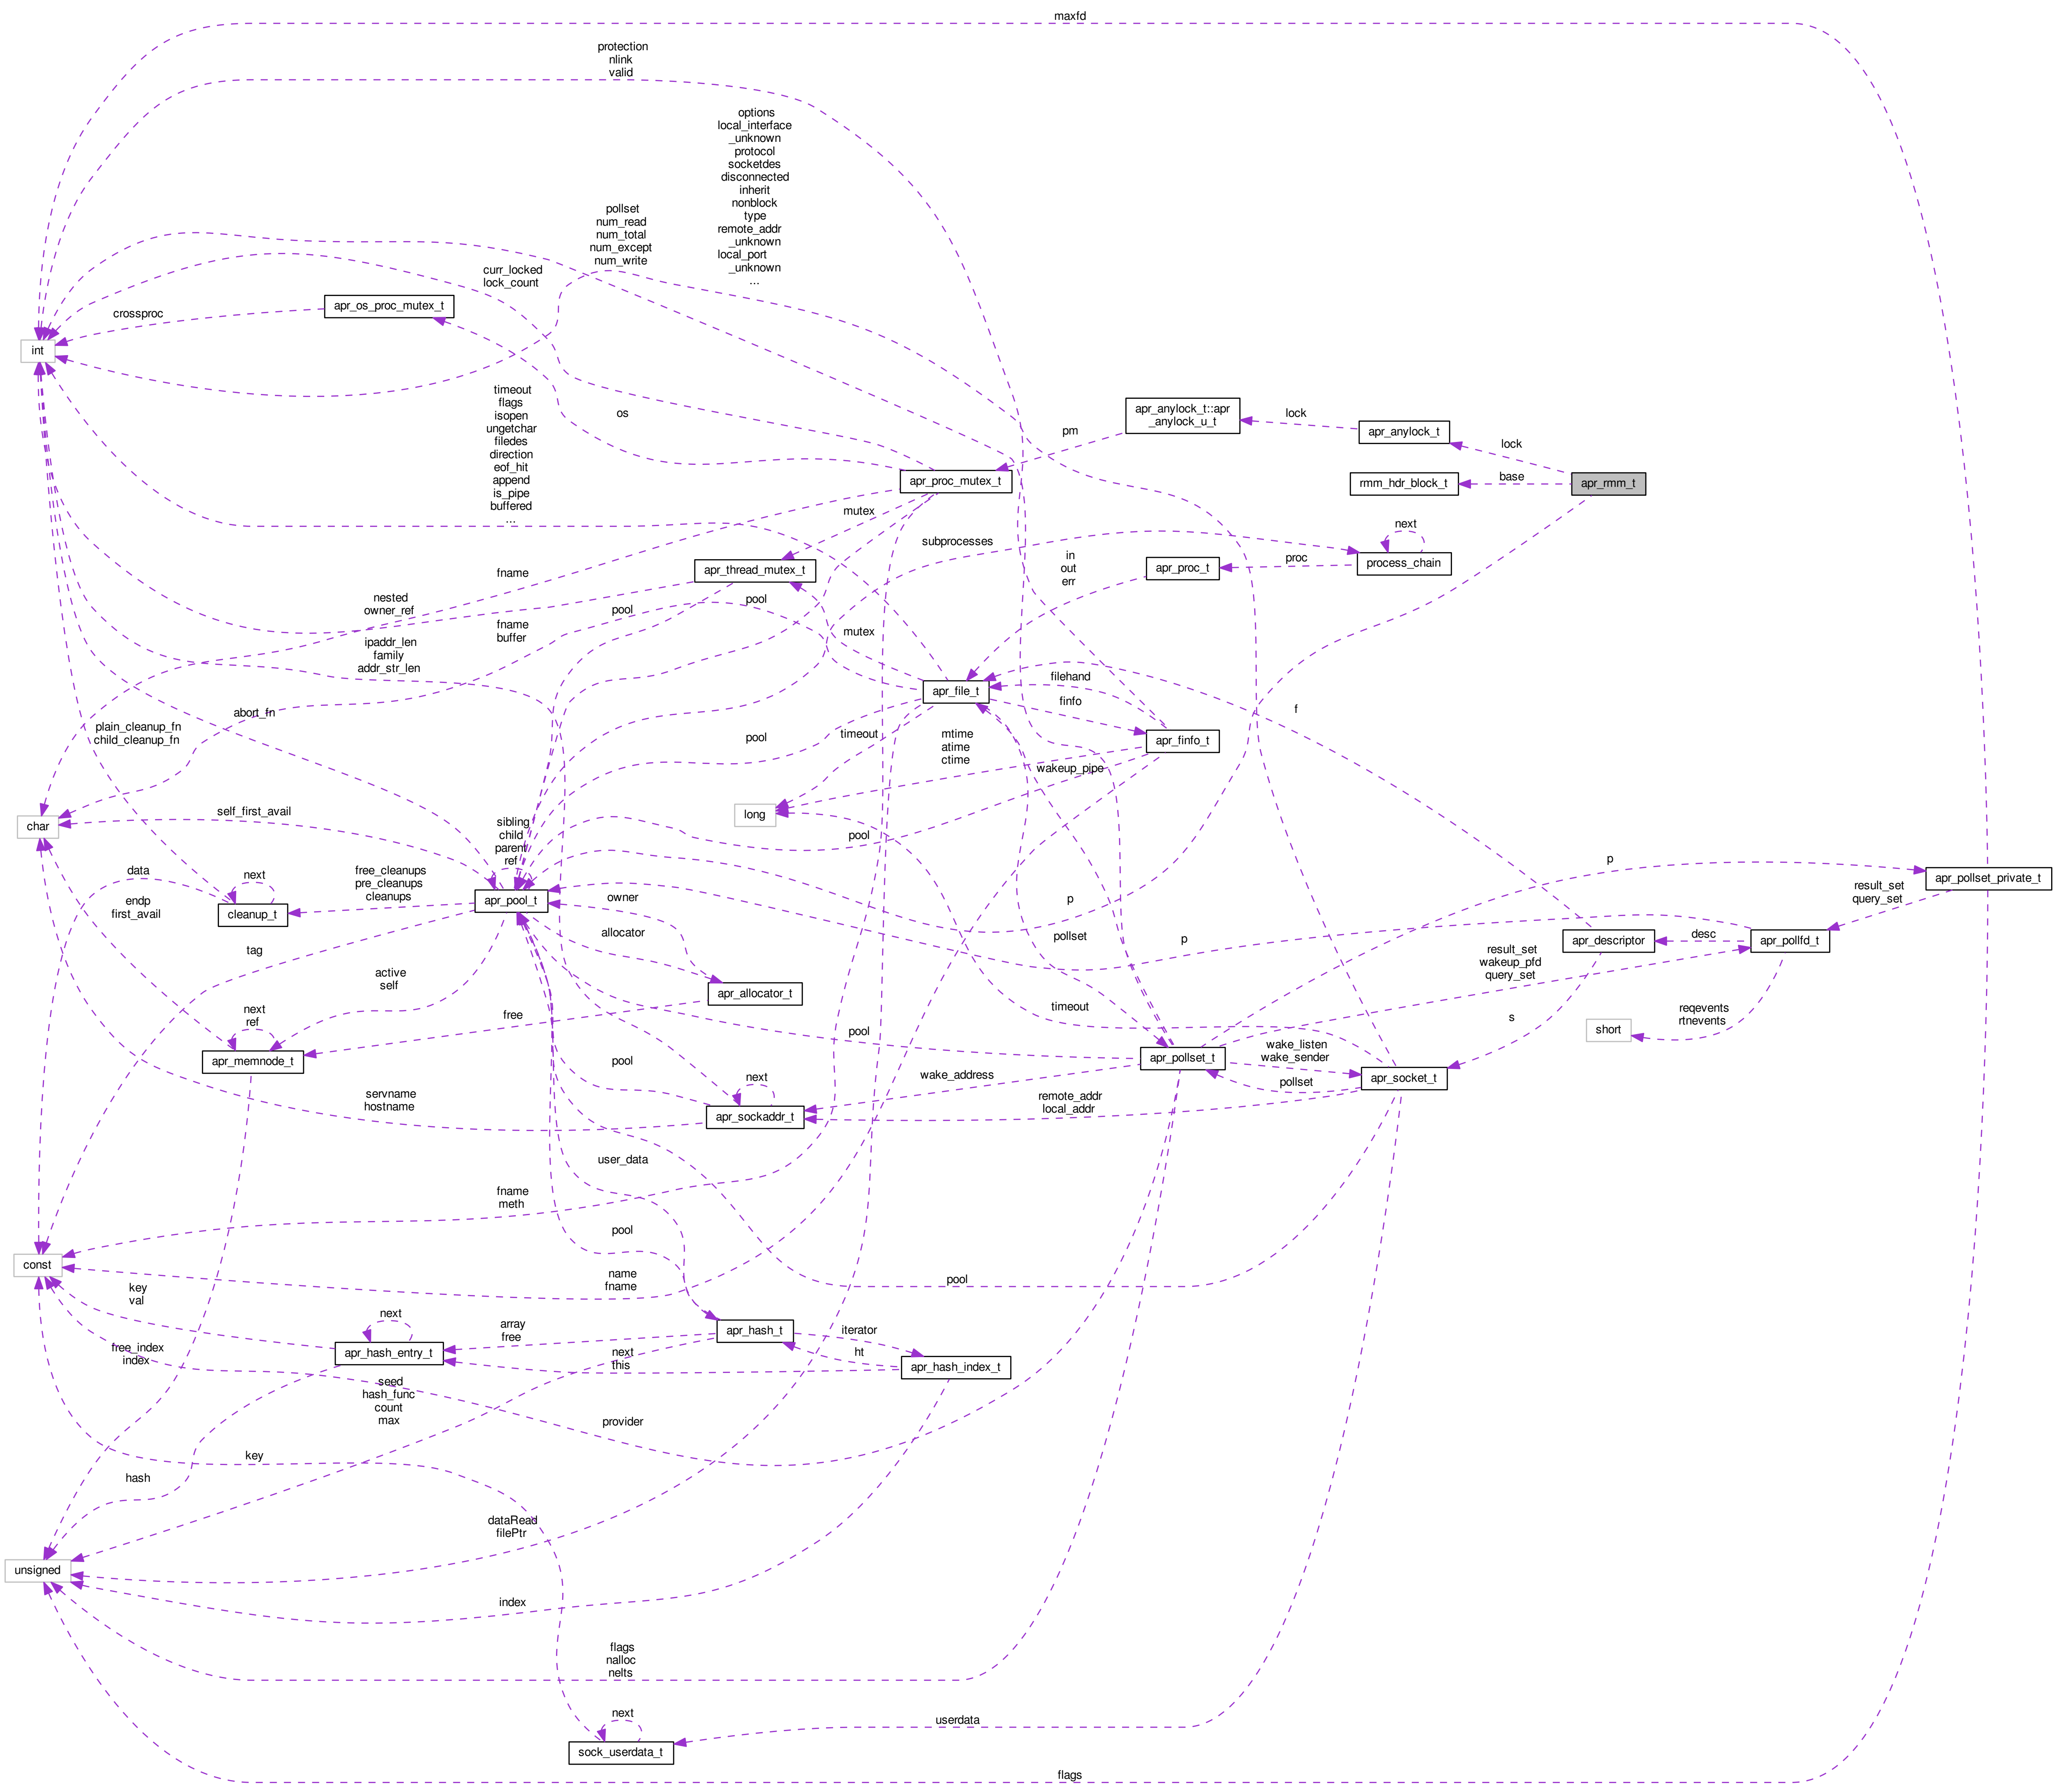 maxfd
protection
nlink
valid
options
local_interface
_unknown
protocol
socketdes
disconnected
inherit
nonblock
type
remote_addr
_unknown
local_port
_unknown
...
pollset
num_read
num_total
num_except
num_write
curr_locked
lock_count
apr_os_proc_mutex_t
crossproc
int
timeout
flags
isopen
ungetchar
filedes
direction
eof_hit
append
is_pipe
buffered
...
os
apr_anylock_t::apr
_anylock_u_t
lock
apr_anylock_t
pm
lock
apr_proc_mutex_t
rmm_hdr_block_t
base
apr_rmm_t
mutex
subprocesses
next
in
out
err
apr_proc_t
proc
process_chain
fname
apr_thread_mutex_t
nested
owner_ref
pool
pool
fname
buffer
mutex
ipaddr_len
family
addr_str_len
filehand
apr_file_t
finfo
f
abort_fn
plain_cleanup_fn
child_cleanup_fn
pool
timeout
mtime
atime
ctime
apr_finfo_t
wakeup_pipe
self_first_avail
char
long
sibling
child
parent
ref
pool
p
data
next
free_cleanups
pre_cleanups
cleanups
apr_pool_t
cleanup_t
owner
p
apr_pollset_private_t
result_set
query_set
endp
first_avail
allocator
pollset
p
apr_descriptor
desc
apr_pollfd_t
result_set
wakeup_pfd
query_set
tag
active
self
apr_allocator_t
timeout
reqevents
rtnevents
next
ref
free
pool
s
short
apr_memnode_t
apr_pollset_t
wake_listen
wake_sender
pool
next
wake_address
pollset
apr_socket_t
servname
hostname
apr_sockaddr_t
remote_addr
local_addr
user_data
fname
meth
pool
const
name
fname
pool
key
val
next
array
free
apr_hash_t
iterator
apr_hash_entry_t
free_index
index
next
this
ht
apr_hash_index_t
seed
hash_func
count
max
provider
key
hash
dataRead
filePtr
unsigned
index
flags
nalloc
nelts
next
userdata
sock_userdata_t
flags